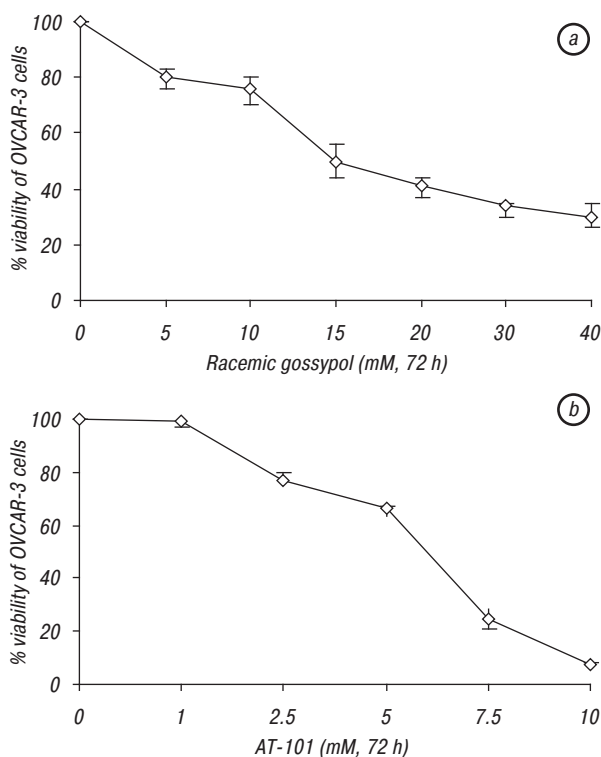 a
% viability of OVCAR-3 cells
100
80
60
40
20
0
0 5 10 15 20 30 40
Racemic gossypol (mM, 72 h)
b
% viability of OVCAR-3 cells
100
80
60
40
20
0
0 1 2.5 5 7.5 10
AT-101 (mM, 72 h)